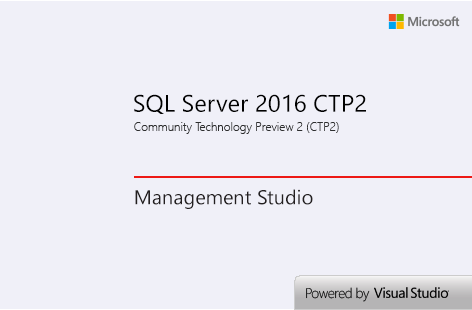 Microsoft
SQL Server 2016 CTP2
Community Technology Preview 2 (CTP2)
Management Studio
Powered by Visual Studio